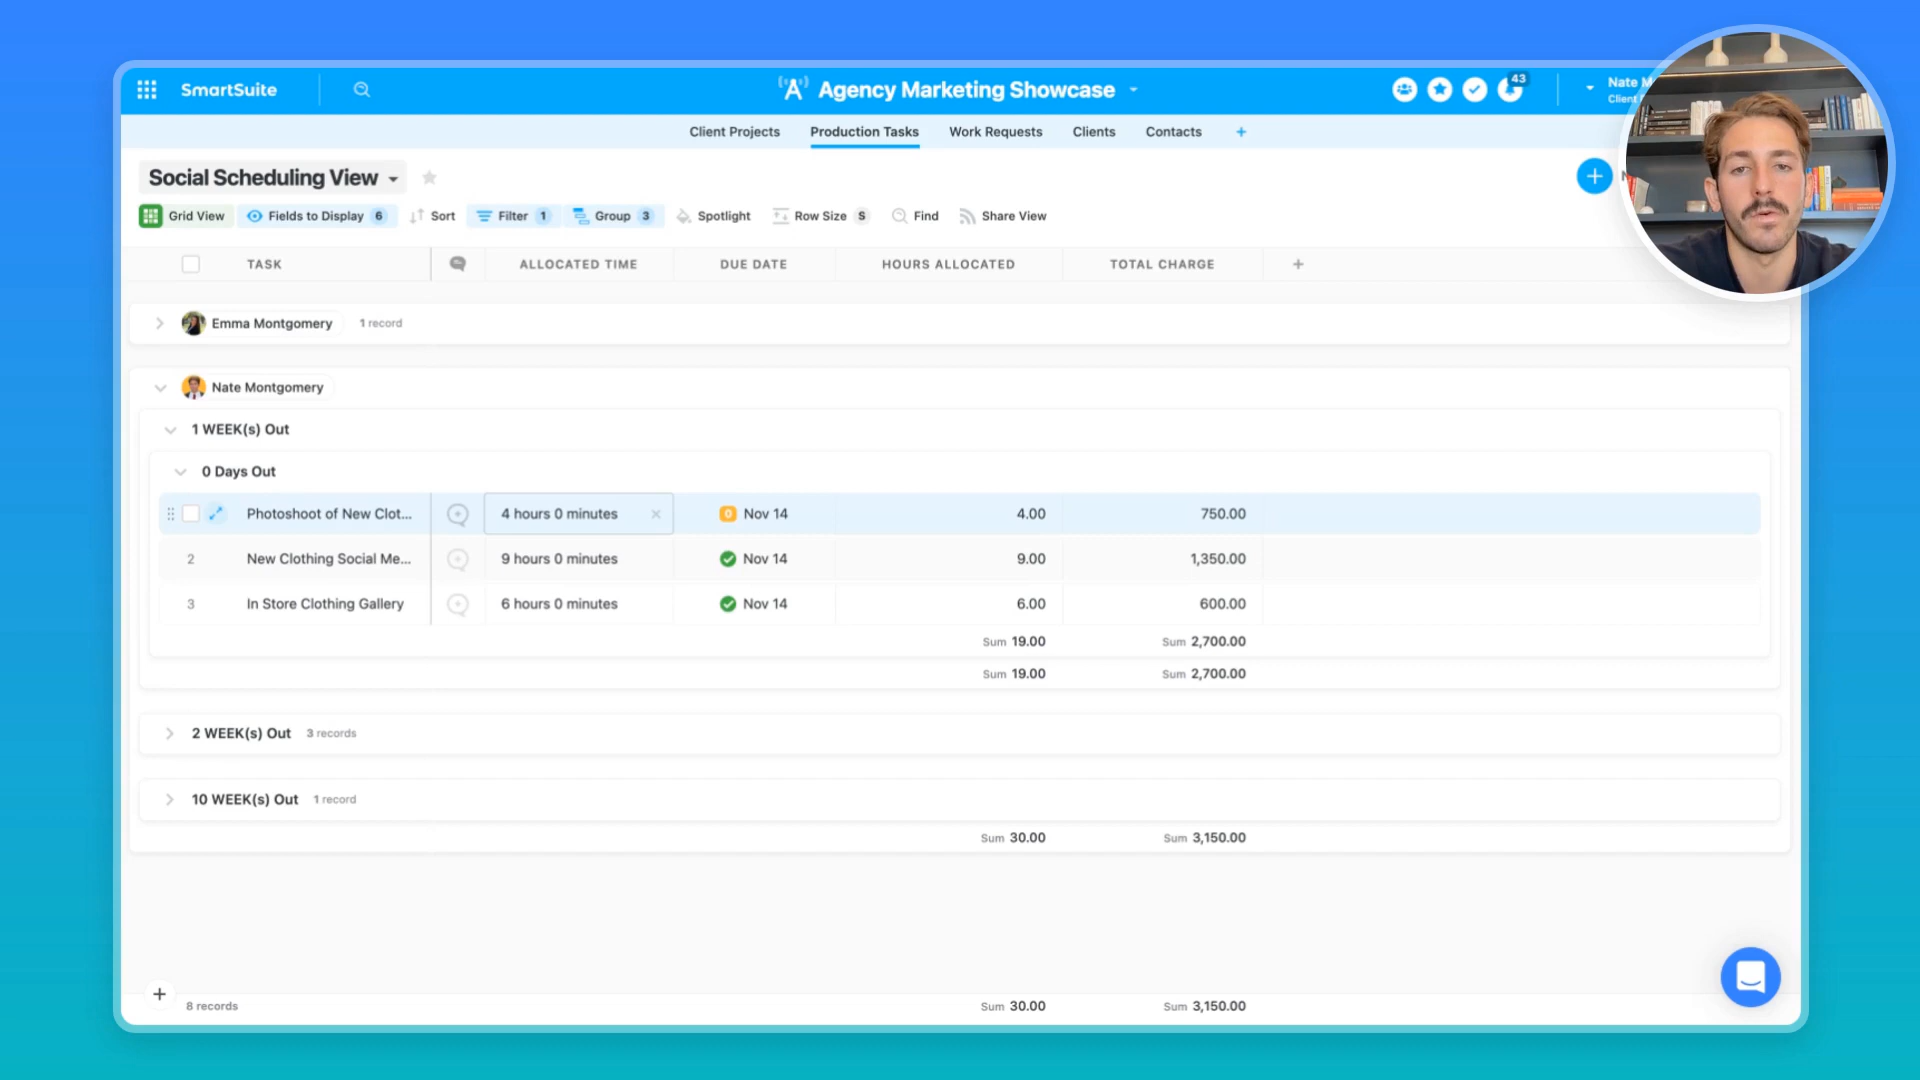 SmartSuite
Agency Marketing Showcase
43
Nate M
Client
Client Projects Production Tasks Work Requests Clients Contacts +
Social Scheduling View
Grid View Fields to Display 6 Sort Filter 1 Group 3 Spotlight Row Size S Find Share View
TASK ALLOCATED TIME DUE DATE HOURS ALLOCATED TOTAL CHARGE +
Emma Montgomery 1 record
Nate Montgomery
1 WEEK(s) Out
0 Days Out
Photoshoot of New Clot... 4 hours 0 minutes 0 Nov 14 4.00 750.00
2 New Clothing Social Me... 9 hours 0 minutes Nov 14 9.00 1,350.00
3 In Store Clothing Gallery 6 hours 0 minutes Nov 14 6.00 600.00
Sum 19.00 Sum 2,700.00
Sum 19.00 Sum 2,700.00
2 WEEK(s) Out 3 records
10 WEEK(s) Out 1 record
Sum 30.00 Sum 3,150.00
8 records Sum 30.00 Sum 3,150.00